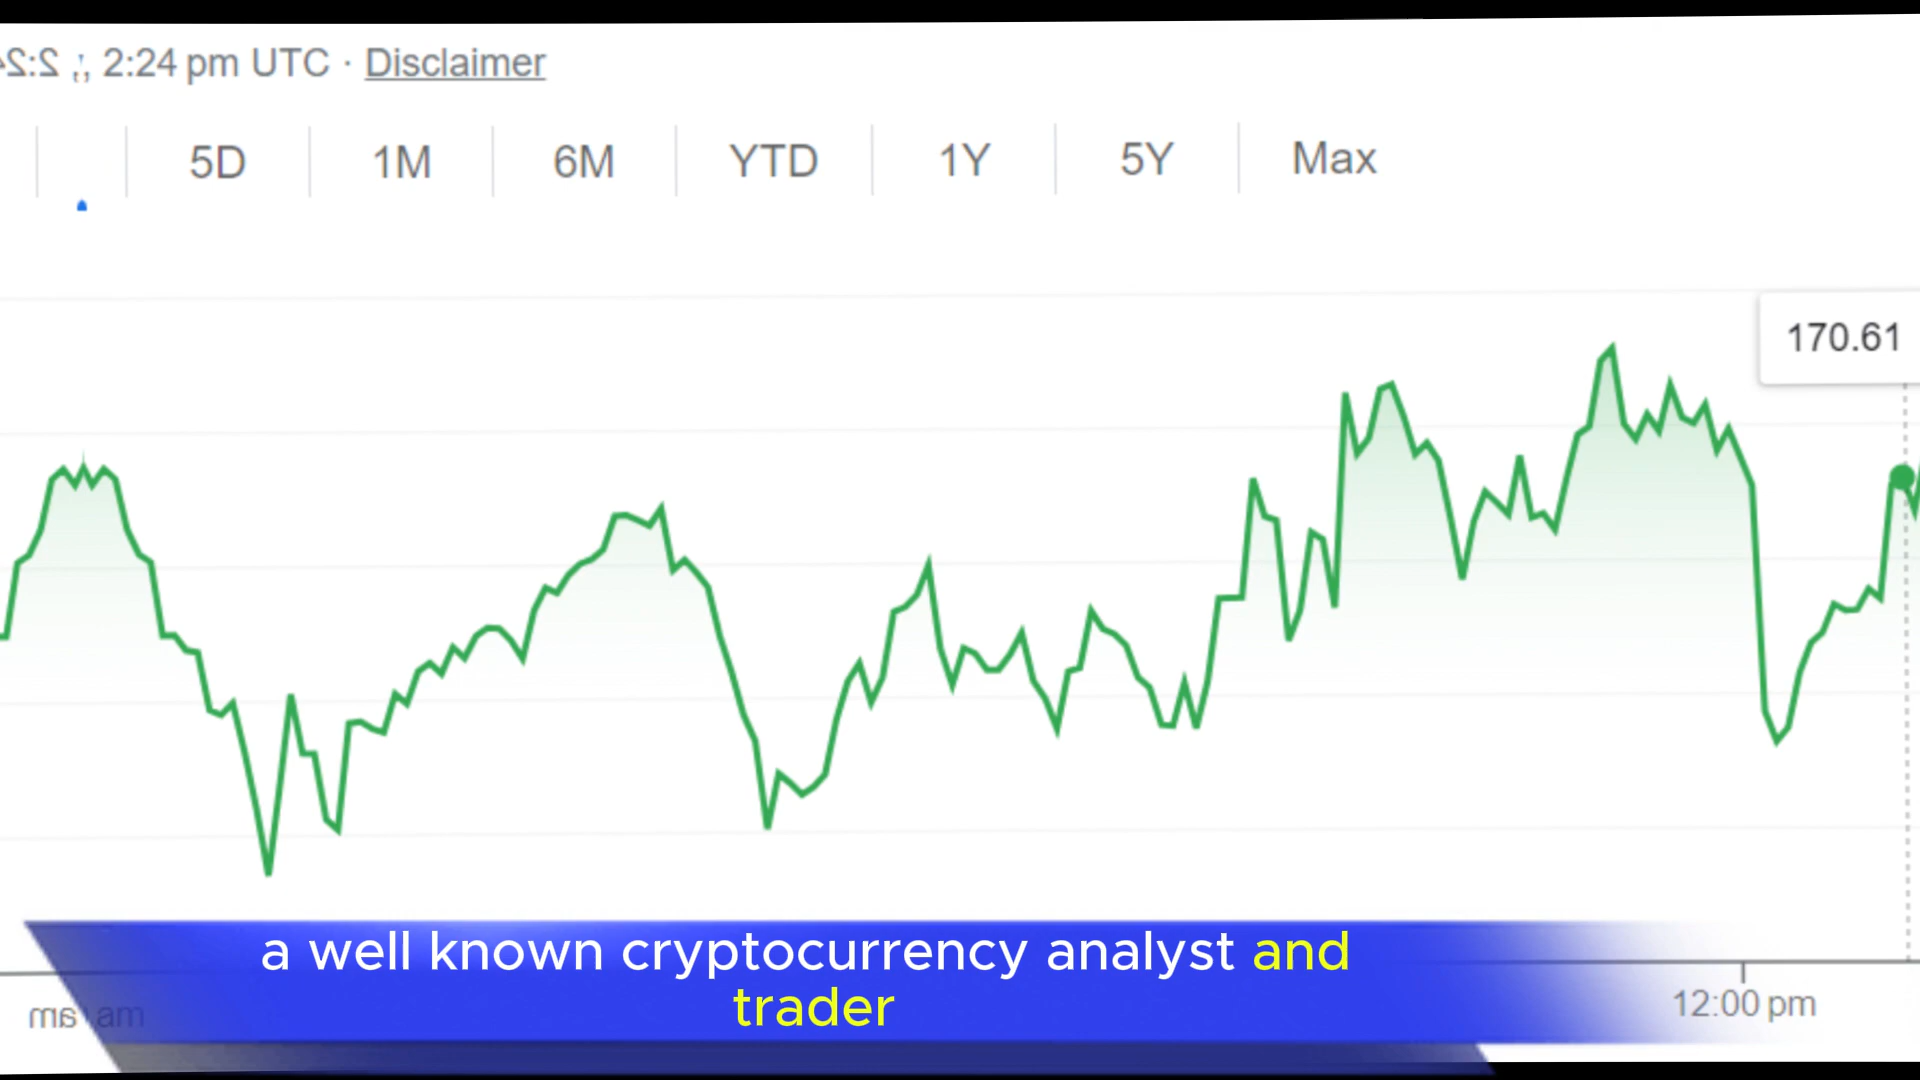 2:24 pm UTC · Disclaimer
5D 1M 6M YTD 1Y 5Y Max
170.61
12:00 pm
a well known cryptocurrency analyst and
trader